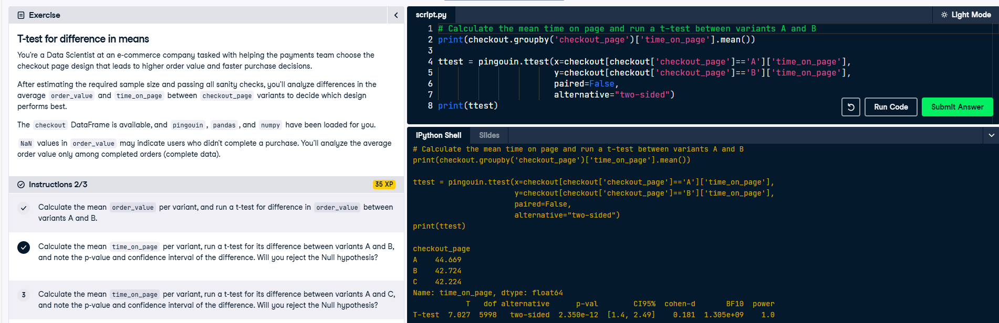 Exercise
T-test for difference in means
You're a Data Scientist at an e-commerce company tasked with helping the payments team choose the
checkout page design that leads to higher order value and faster purchase decisions.
After estimating the required sample size and passing all sanity checks, you'll analyze differences in the
average order_value and time_on_page between checkout_page variants to decide which design
performs best.
The checkout DataFrame is available, and pingouin, pandas, and numpy have been loaded for you.
NaN values in order_value may indicate users who didn't complete a purchase. You'll analyze the average
order value only among completed orders (complete data).
Instructions 2/3
35 XP
Calculate the mean order_value per variant, and run a t-test for difference in order_value between
variants A and B.
Calculate the mean time_on_page per variant, run a t-test for its difference between variants A and B,
and note the p-value and confidence interval of the difference. Will you reject the Null hypothesis?
3
Calculate the mean time_on_page per variant, run a t-test for its difference between variants A and C,
and note the p-value and confidence interval of the difference. Will you reject the Null hypothesis?
script.py
Light Mode
1 # Calculate the mean time on page and run a t-test between variants A and B
2 print(checkout.groupby('checkout_page')['time_on_page'].mean())
3
4 ttest = pingouin.ttest(x=checkout[checkout['checkout_page']=='A']['time_on_page'],
5                        y=checkout[checkout['checkout_page']=='B']['time_on_page'],
6                        paired=False,
7                        alternative="two-sided")
8 print(ttest)
Run Code
Submit Answer
IPython Shell
Slides
# Calculate the mean time on page and run a t-test between variants A and B
print(checkout.groupby('checkout_page')['time_on_page'].mean())
ttest = pingouin.ttest(x=checkout[checkout['checkout_page']=='A']['time_on_page'],
                       y=checkout[checkout['checkout_page']=='B']['time_on_page'],
                       paired=False,
                       alternative="two-sided")
print(ttest)
checkout_page
A    44.669
B    42.724
C    42.224
Name: time_on_page, dtype: float64
            T   dof alternative      p-val        CI95%  cohen-d       BF10  power
T-test  7.027  5998   two-sided  2.350e-12  [1.4, 2.49]    0.181  1.305e+09    1.0